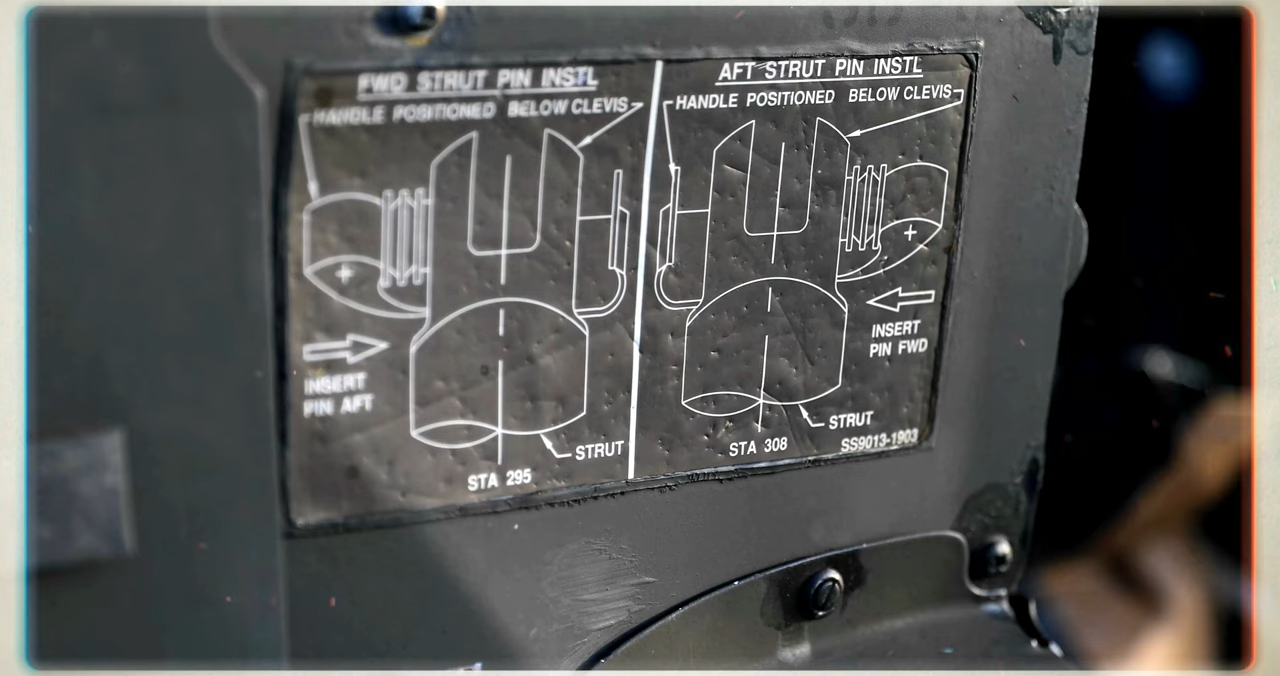 FWD STRUT PIN INSTL
HANDLE POSITIONED BELOW CLEVIS
INSERT
PIN AFT
STRUT
STA 295
AFT STRUT PIN INSTL
HANDLE POSITIONED BELOW CLEVIS
INSERT
PIN FWD
STRUT
STA 308
SS9013-1903